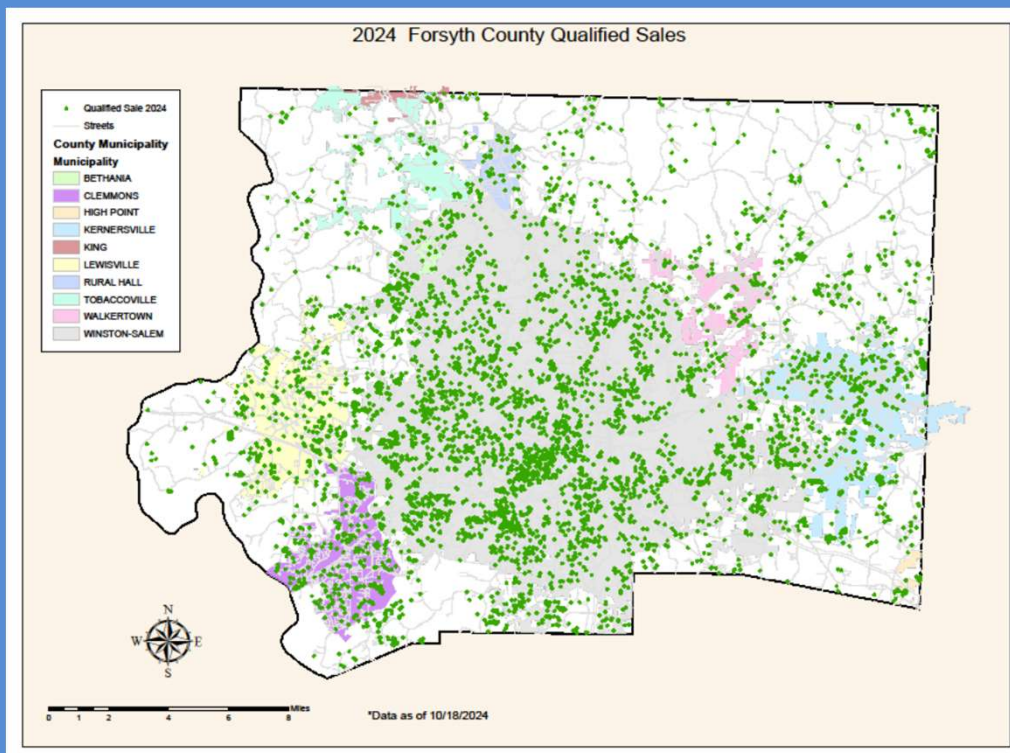 2024 Forsyth County Qualified Sales
Qualified Sale 2024
Streets
County Municipality
Municipality
BETHANIA
CLEMMONS
HIGH POINT
KERNERSVILLE
KING
LEWISVILLE
RURAL HALL
TOBACCOVILLE
WALKERTOWN
WINSTON-SALEM
N
W E
S
Miles
0 1 2 4 6 8
*Data as of 10/18/2024